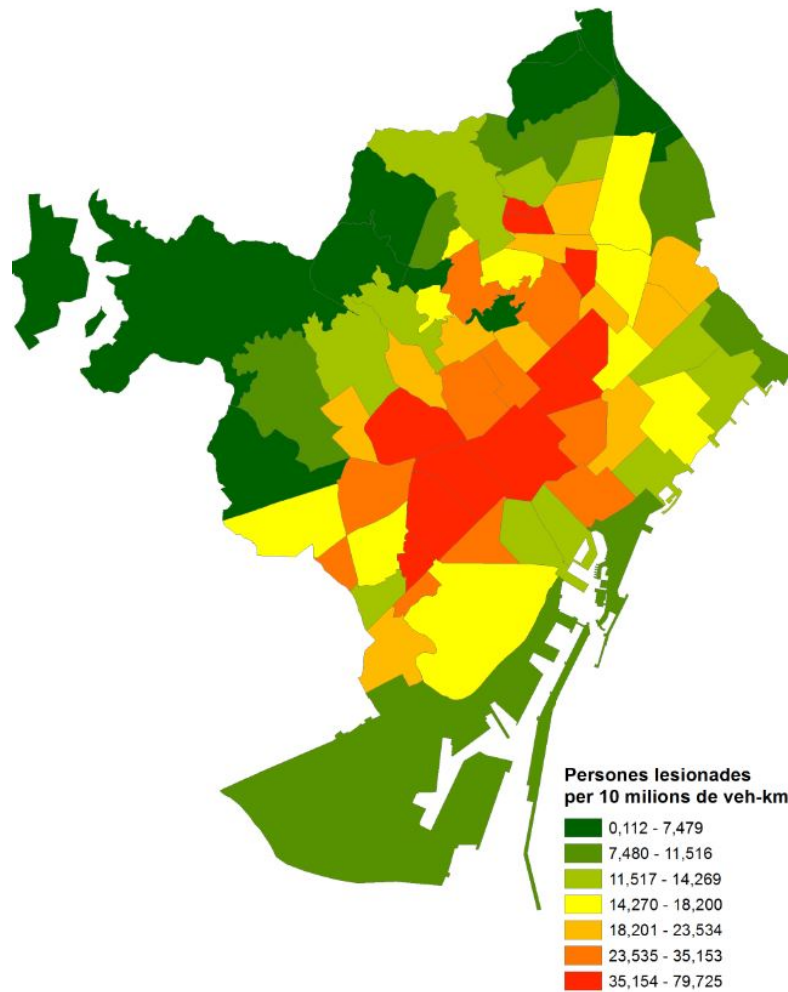 Persones lesionades
per 10 milions de veh-km
0,112 - 7,479
7,480 - 11,516
11,517 - 14,269
14,270 - 18,200
18,201 - 23,534
23,535 - 35,153
35,154 - 79,725